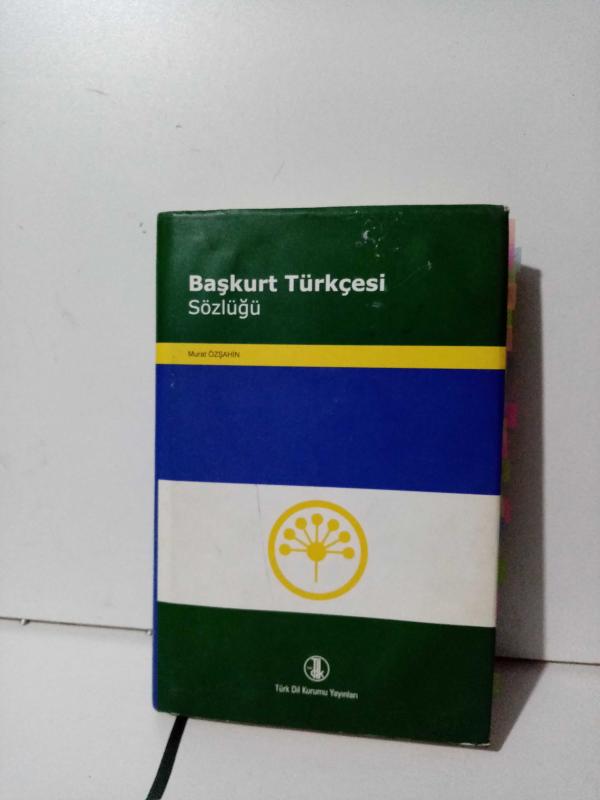 Başkurt Türkçesi
Sözlüğü
Murat ÖZŞAHİN
Türk Dil Kurumu Yayınları